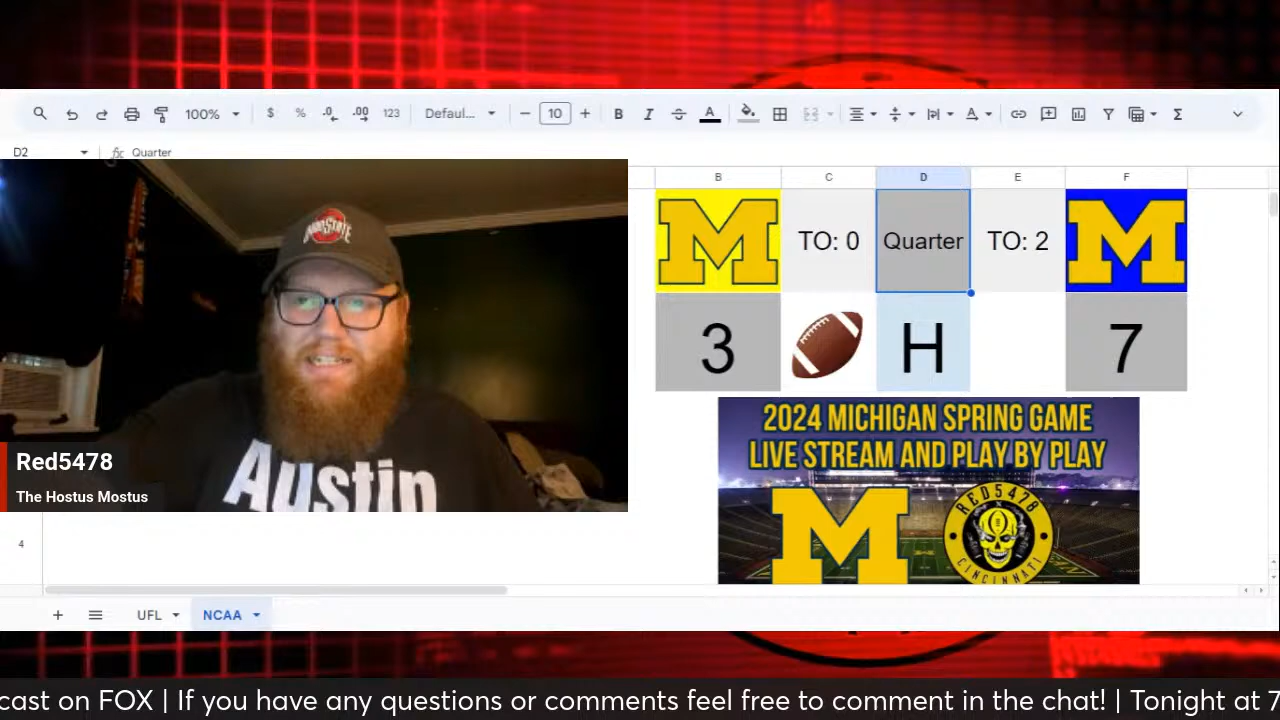 100%
$
%
.0
.00
123
Defaul...
10
B
I
A
Σ
D2
fx Quarter
B
C
D
E
F
M
TO: 0
Quarter
TO: 2
M
3
H
7
OHIO STATE
Austin
Red5478
The Hostus Mostus
2024 MICHIGAN SPRING GAME
LIVE STREAM AND PLAY BY PLAY
M
RED5478
CINCINNATI
4
UFL
NCAA
cast on FOX | If you have any questions or comments feel free to comment in the chat! | Tonight at 7